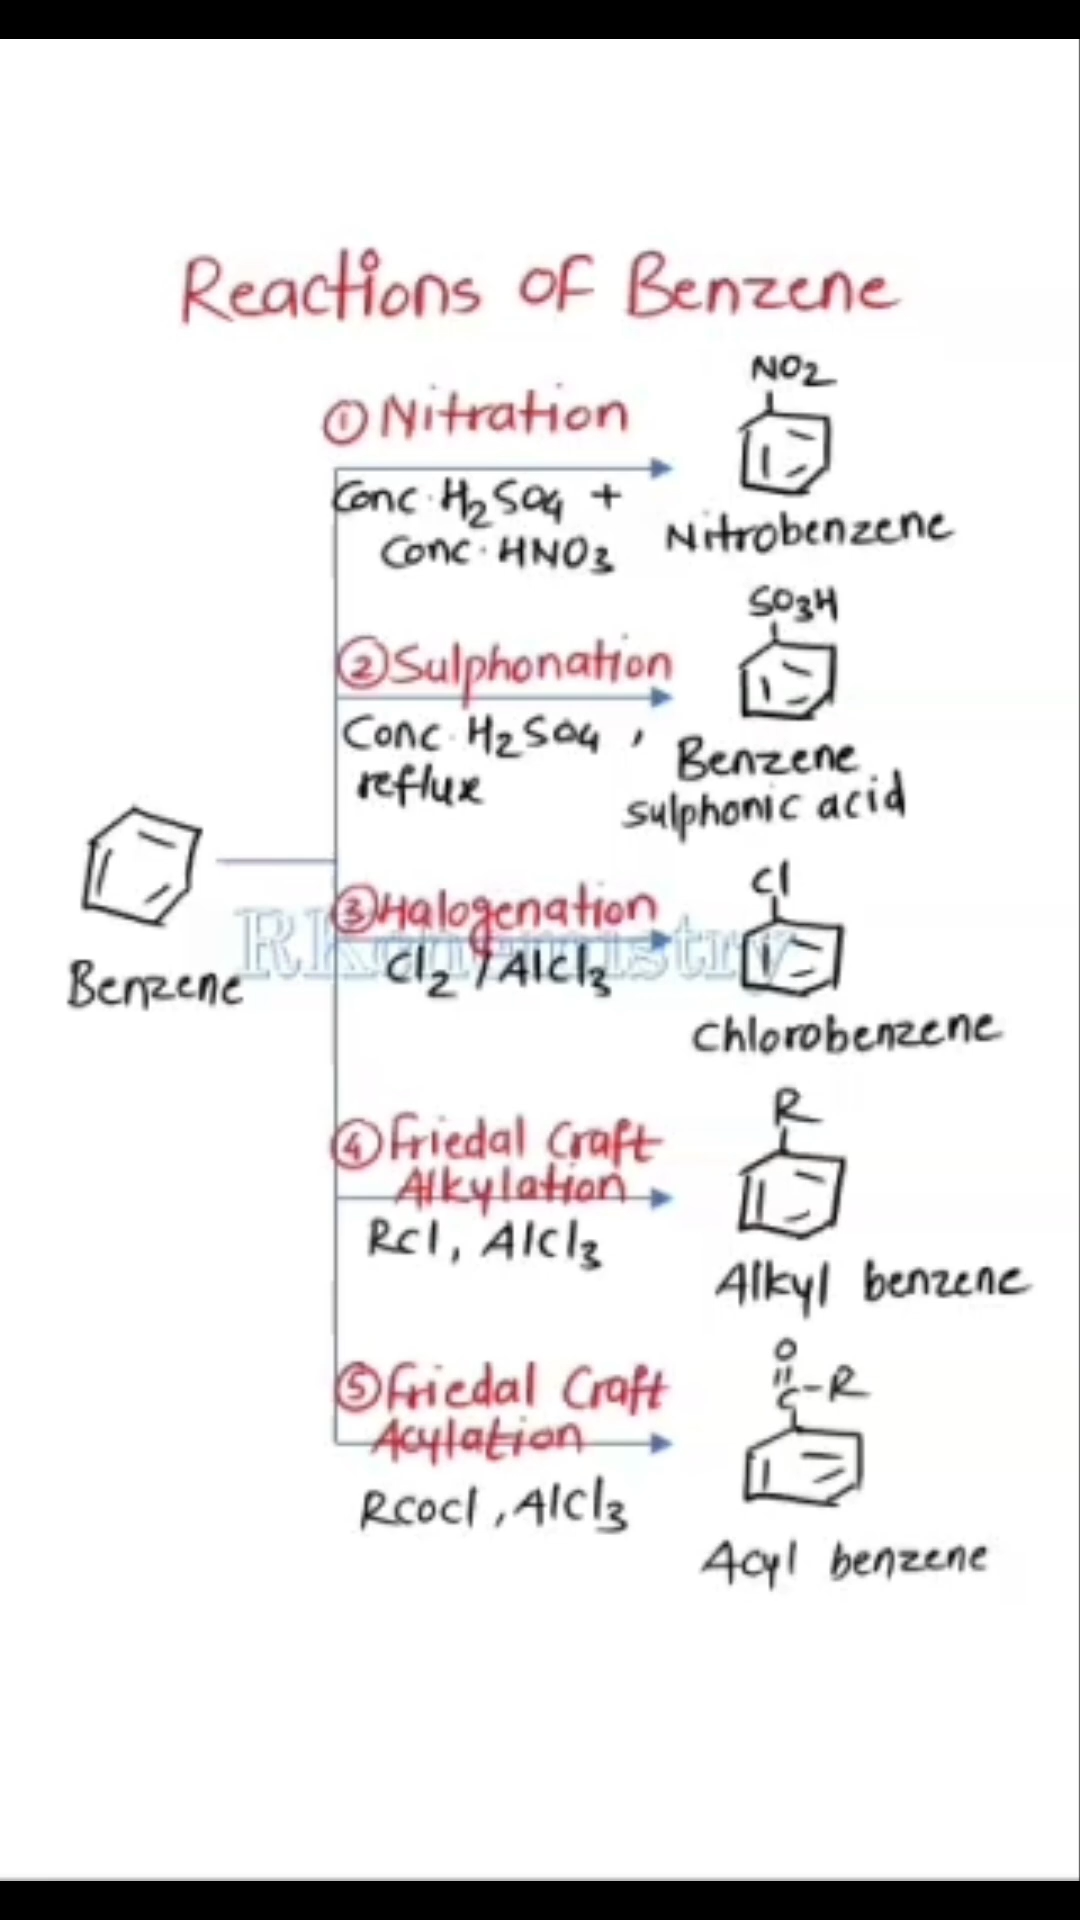 Reactions of Benzene
① Nitration
Conc. H2SO4 +
Conc. HNO3
NO2
Nitrobenzene
② Sulphonation
Conc. H2SO4 ,
reflux
SO3H
Benzene
sulphonic acid
Benzene
③ Halogenation
Cl2 / AlCl3
Cl
Chlorobenzene
RKchemistry
④ Friedal Craft
Alkylation
RCl, AlCl3
R
Alkyl benzene
⑤ Friedal Craft
Acylation
RCOCl, AlCl3
O
C-R
Acyl benzene